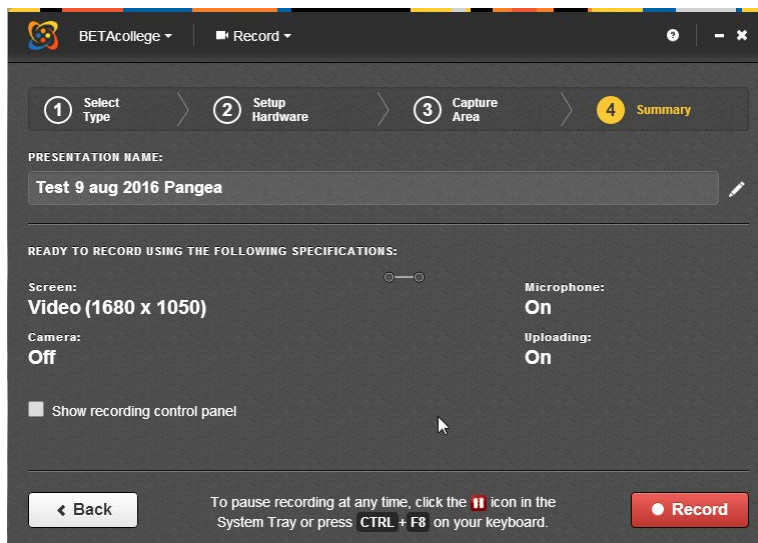 BETAcollege Record
1 Select Type 2 Setup Hardware 3 Capture Area 4 Summary
PRESENTATION NAME:
Test 9 aug 2016 Pangea
READY TO RECORD USING THE FOLLOWING SPECIFICATIONS:
Screen: Microphone:
Video (1680 x 1050) On
Camera: Uploading:
Off On
Show recording control panel
To pause recording at any time, click the icon in the
Back System Tray or press CTRL + F8 on your keyboard. Record